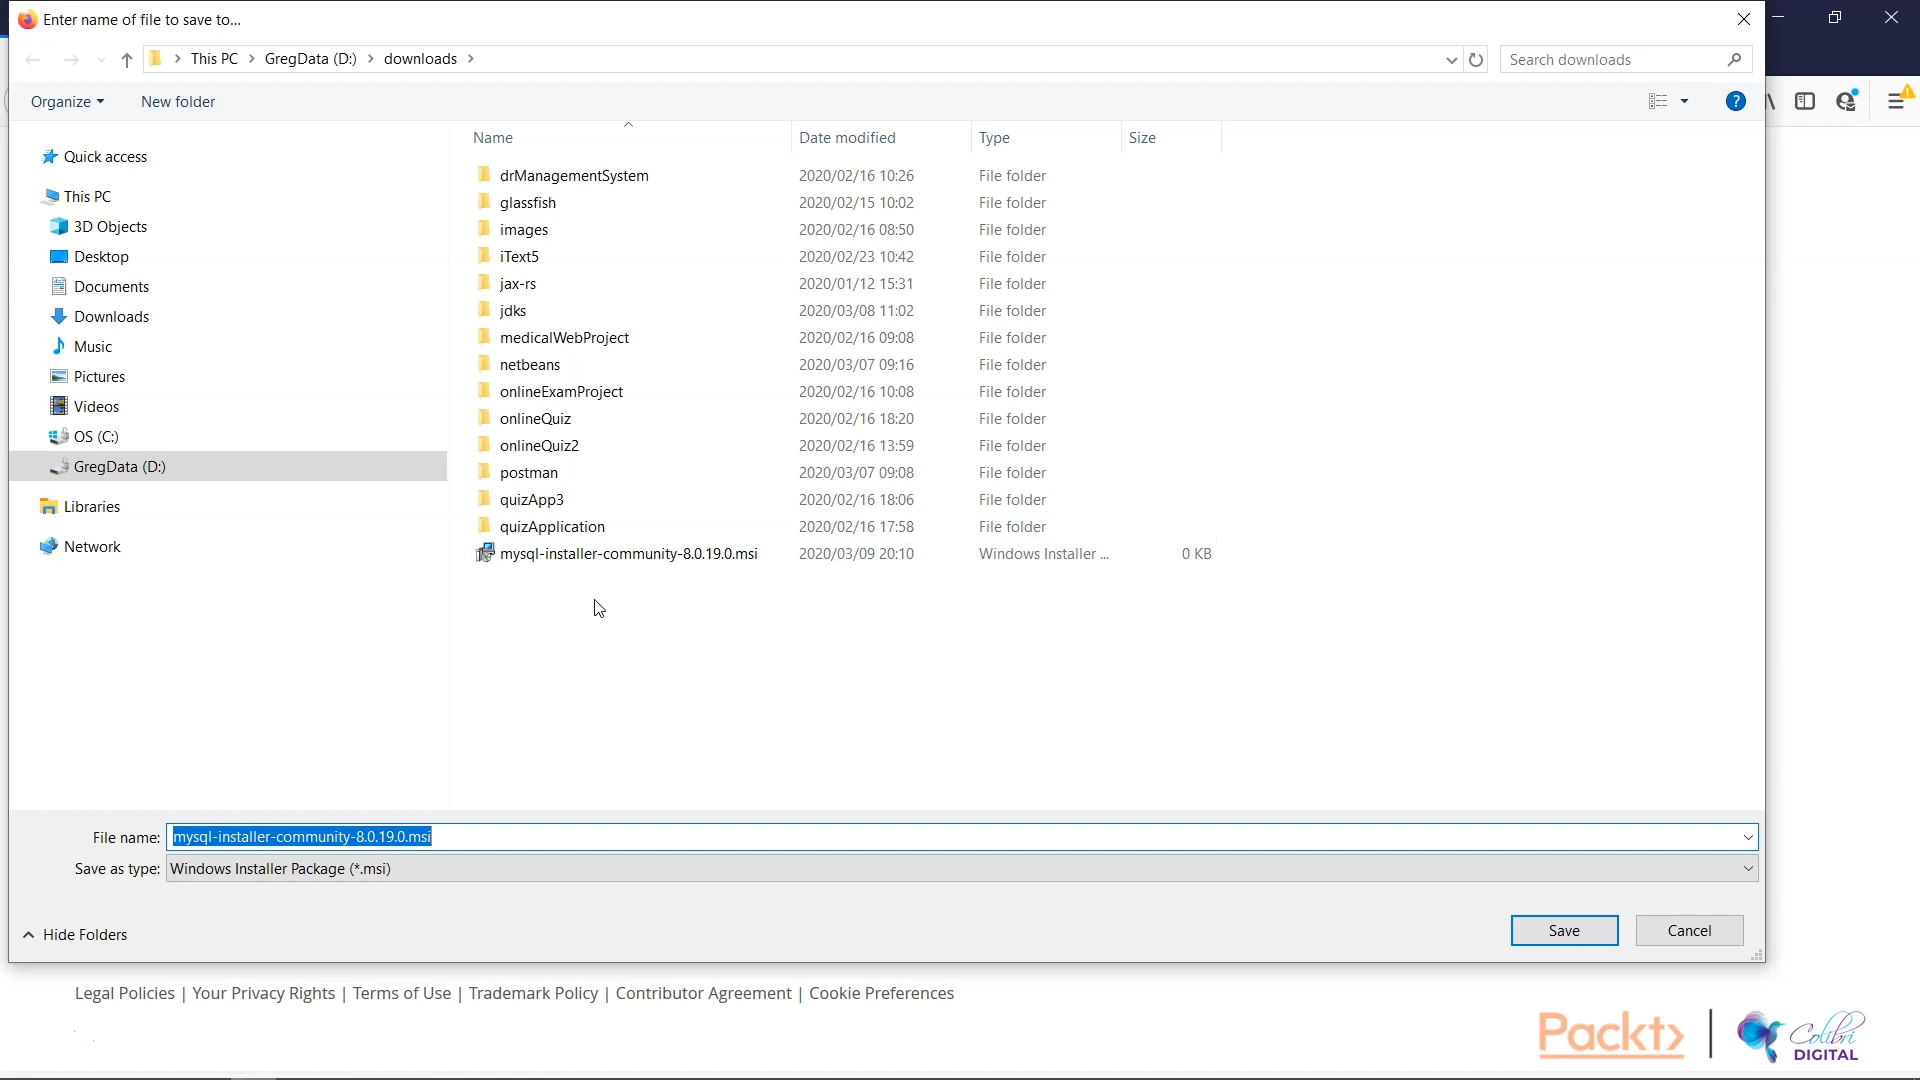 Enter name of file to save to...
This PC > GregData (D:) > downloads >
Search downloads
Organize
New folder
Name
Date modified
Type
Size
Quick access
This PC
3D Objects
Desktop
Documents
Downloads
Music
Pictures
Videos
OS (C:)
GregData (D:)
Libraries
Network
drManagementSystem 2020/02/16 10:26 File folder
glassfish 2020/02/15 10:02 File folder
images 2020/02/16 08:50 File folder
iText5 2020/02/23 10:42 File folder
jax-rs 2020/01/12 15:31 File folder
jdks 2020/03/08 11:02 File folder
medicalWebProject 2020/02/16 09:08 File folder
netbeans 2020/03/07 09:16 File folder
onlineExamProject 2020/02/16 10:08 File folder
onlineQuiz 2020/02/16 18:20 File folder
onlineQuiz2 2020/02/16 13:59 File folder
postman 2020/03/07 09:08 File folder
quizApp3 2020/02/16 18:06 File folder
quizApplication 2020/02/16 17:58 File folder
mysql-installer-community-8.0.19.0.msi 2020/03/09 20:10 Windows Installer ... 0 KB
File name: mysql-installer-community-8.0.19.0.msi
Save as type: Windows Installer Package (*.msi)
Hide Folders
Save
Cancel
Legal Policies | Your Privacy Rights | Terms of Use | Trademark Policy | Contributor Agreement | Cookie Preferences
Packt>
Colibri
DIGITAL